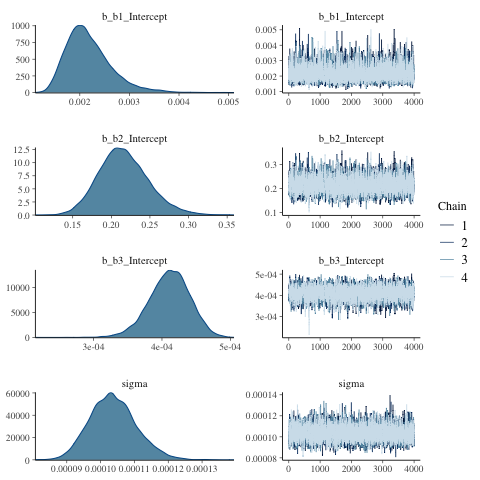 b_b1_Intercept
1000
750
500
250
0
0.002 0.003 0.004 0.005
b_b1_Intercept
0.005
0.004
0.003
0.002
0.001
0 1000 2000 3000 4000
b_b2_Intercept
12.5
10.0
7.5
5.0
2.5
0.0
0.15 0.20 0.25 0.30 0.35
b_b2_Intercept
0.3
0.2
0.1
0 1000 2000 3000 4000
b_b3_Intercept
10000
5000
0
3e-04 4e-04 5e-04
b_b3_Intercept
5e-04
4e-04
3e-04
0 1000 2000 3000 4000
sigma
60000
40000
20000
0
0.00009 0.00010 0.00011 0.00012 0.00013
sigma
0.00014
0.00012
0.00010
0.00008
0 1000 2000 3000 4000
Chain
1
2
3
4